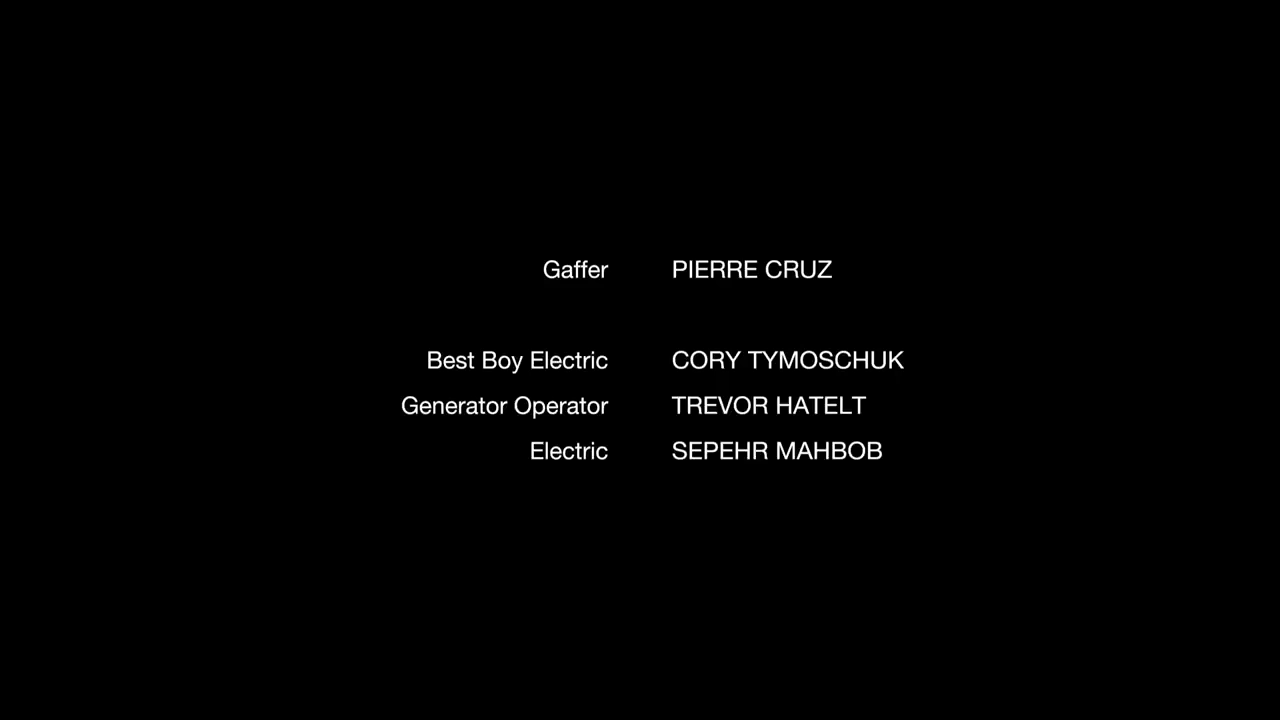 Gaffer PIERRE CRUZ
Best Boy Electric CORY TYMOSCHUK
Generator Operator TREVOR HATELT
Electric SEPEHR MAHBOB